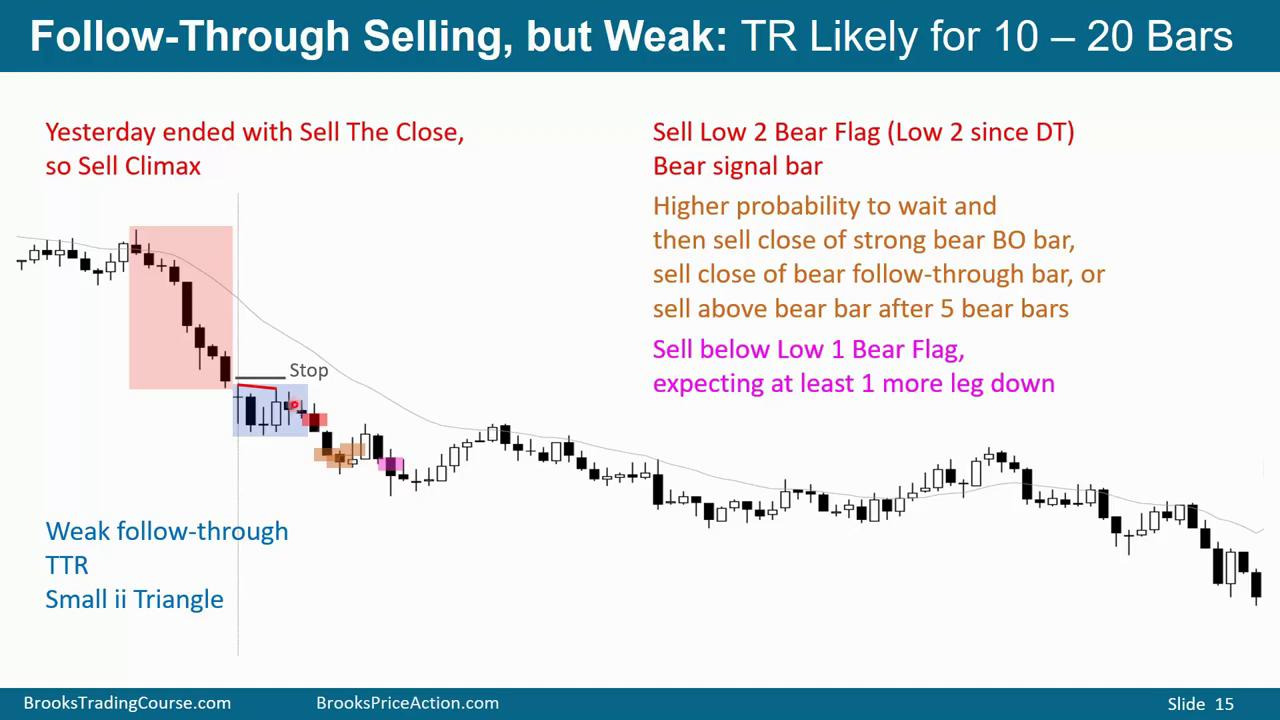 Follow-Through Selling, but Weak: TR Likely for 10 – 20 Bars
Yesterday ended with Sell The Close,
so Sell Climax
Sell Low 2 Bear Flag (Low 2 since DT)
Bear signal bar
Higher probability to wait and
then sell close of strong bear BO bar,
sell close of bear follow-through bar, or
sell above bear bar after 5 bear bars
Sell below Low 1 Bear Flag,
expecting at least 1 more leg down
Stop
Weak follow-through
TTR
Small ii Triangle
BrooksTradingCourse.com
BrooksPriceAction.com
Slide 15